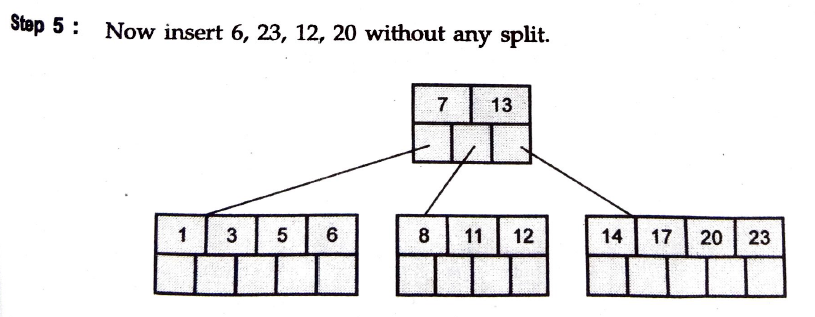 Step 5 : Now insert 6, 23, 12, 20 without any split.
7 13
1 3 5 6 8 11 12 14 17 20 23